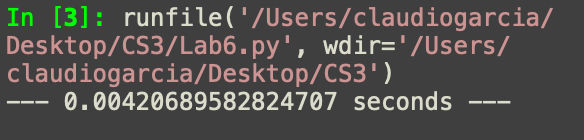 In [3]: runfile('/Users/claudiogarcia/
Desktop/CS3/Lab6.py', wdir='/Users/
claudiogarcia/Desktop/CS3')
--- 0.00420689582824707 seconds ---